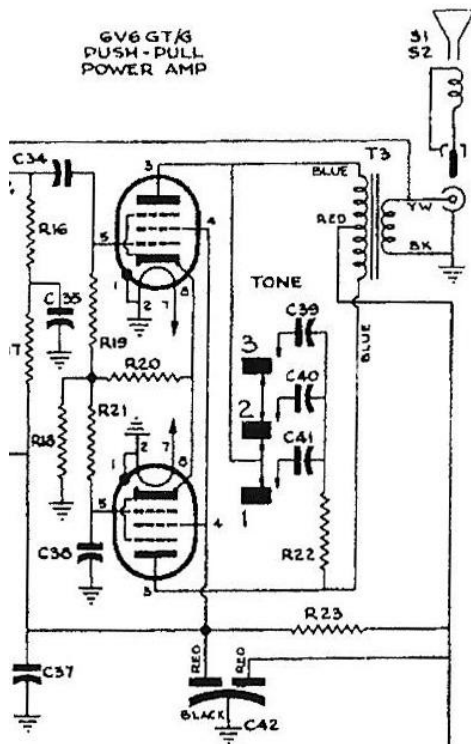 6V6 GT/G
PUSH-PULL
POWER AMP
S1
S2
T3
C34
3
BLUE
R16
4
RED
YW
5
BK
C35
1
2
7
8
TONE
C39
R19
3
BLUE
R20
C40
R21
2
R18
2
7
8
C41
1
5
4
1
C38
R22
3
R23
C37
RED
RED
BLACK
C42